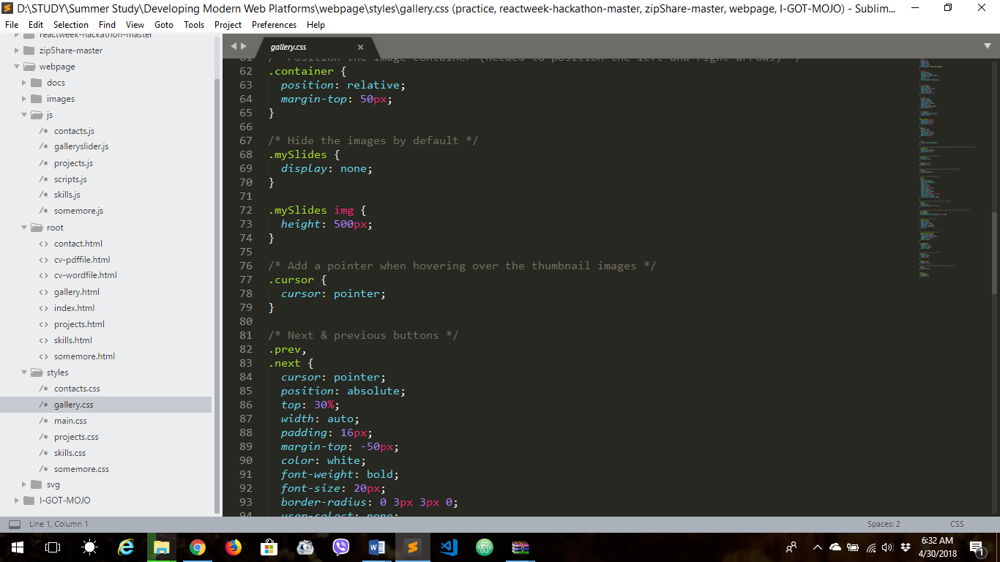 D:\STUDY\Summer Study\Developing Modern Web Platforms\webpage\styles\gallery.css (practice, reactweek-hackathon-master, zipShare-master, webpage, I-GOT-MOJO) - Sublim...
File Edit Selection Find View Goto Tools Project Preferences Help
reactweek-hackathon-master
zipShare-master
webpage
docs
images
js
/* contacts.js
/* galleryslider.js
/* projects.js
/* scripts.js
/* skills.js
/* somemore.js
root
<> contact.html
<> cv-pdffile.html
<> cv-wordfile.html
<> gallery.html
<> index.html
<> projects.html
<> skills.html
<> somemore.html
styles
/* contacts.css
/* gallery.css
/* main.css
/* projects.css
/* skills.css
/* somemore.css
svg
I-GOT-MOJO
gallery.css ×
61 /* Position the image container (needed to position the left and right arrows) */
62 .container {
63 position: relative;
64 margin-top: 50px;
65 }
66
67 /* Hide the images by default */
68 .mySlides {
69 display: none;
70 }
71
72 .mySlides img {
73 height: 500px;
74 }
75
76 /* Add a pointer when hovering over the thumbnail images */
77 .cursor {
78 cursor: pointer;
79 }
80
81 /* Next & previous buttons */
82 .prev,
83 .next {
84 cursor: pointer;
85 position: absolute;
86 top: 30%;
87 width: auto;
88 padding: 16px;
89 margin-top: -50px;
90 color: white;
91 font-weight: bold;
92 font-size: 20px;
93 border-radius: 0 3px 3px 0;
94 user-select: none;
Line 1, Column 1
Spaces: 2
CSS
6:32 AM
4/30/2018
1